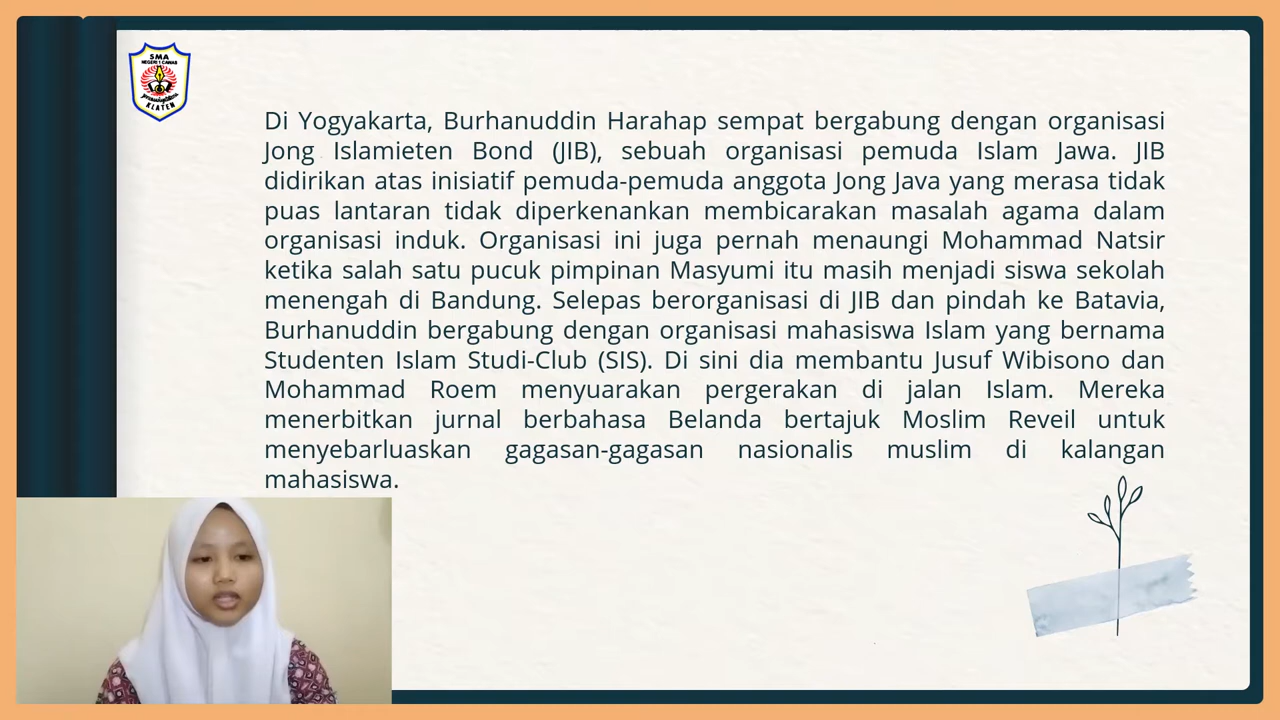 SMA
NEGERI 1 CAWAS
KLATEN
Di Yogyakarta, Burhanuddin Harahap sempat bergabung dengan organisasi
Jong Islamieten Bond (JIB), sebuah organisasi pemuda Islam Jawa. JIB
didirikan atas inisiatif pemuda-pemuda anggota Jong Java yang merasa tidak
puas lantaran tidak diperkenankan membicarakan masalah agama dalam
organisasi induk. Organisasi ini juga pernah menaungi Mohammad Natsir
ketika salah satu pucuk pimpinan Masyumi itu masih menjadi siswa sekolah
menengah di Bandung. Selepas berorganisasi di JIB dan pindah ke Batavia,
Burhanuddin bergabung dengan organisasi mahasiswa Islam yang bernama
Studenten Islam Studi-Club (SIS). Di sini dia membantu Jusuf Wibisono dan
Mohammad Roem menyuarakan pergerakan di jalan Islam. Mereka
menerbitkan jurnal berbahasa Belanda bertajuk Moslim Reveil untuk
menyebarluaskan gagasan-gagasan nasionalis muslim di kalangan
mahasiswa.